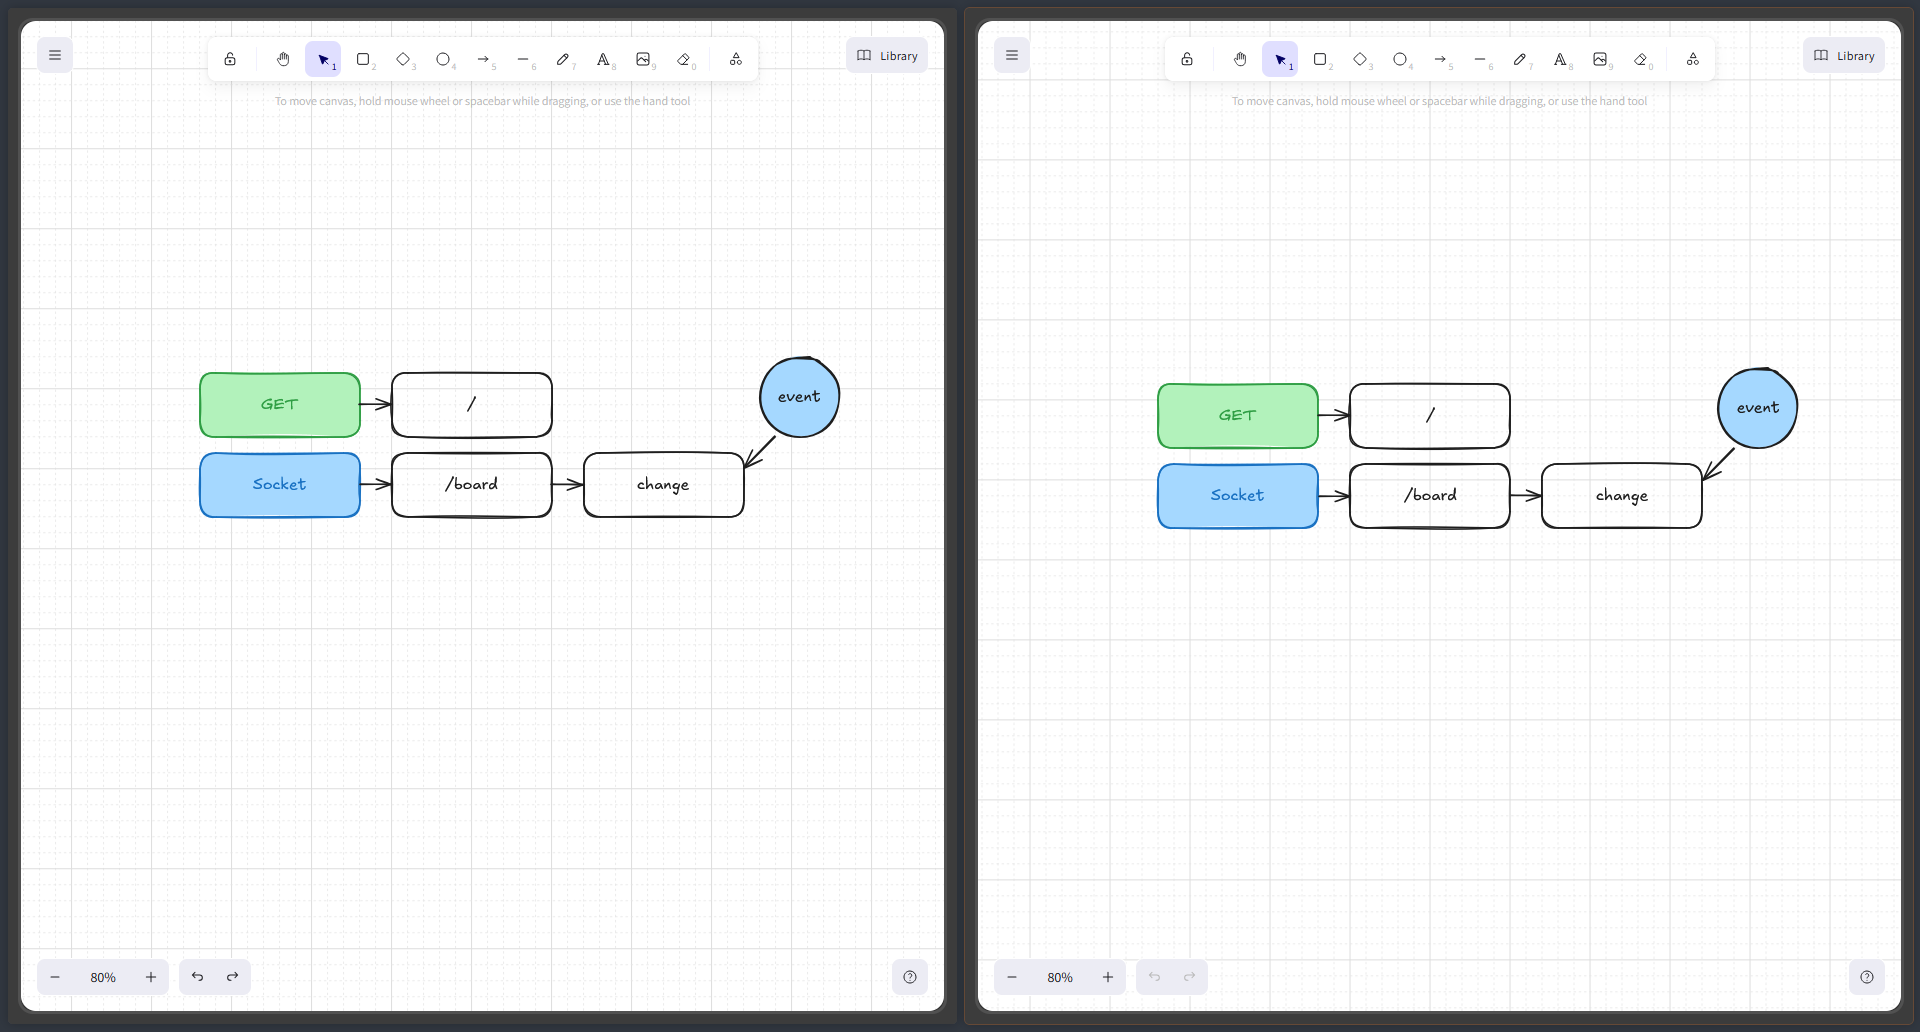 1 2 3 4 5 6 7 8 9 0
Library
To move canvas, hold mouse wheel or spacebar while dragging, or use the hand tool
event
GET
/
Socket
/board
change
80%
1 2 3 4 5 6 7 8 9 0
Library
To move canvas, hold mouse wheel or spacebar while dragging, or use the hand tool
event
GET
/
Socket
/board
change
80%